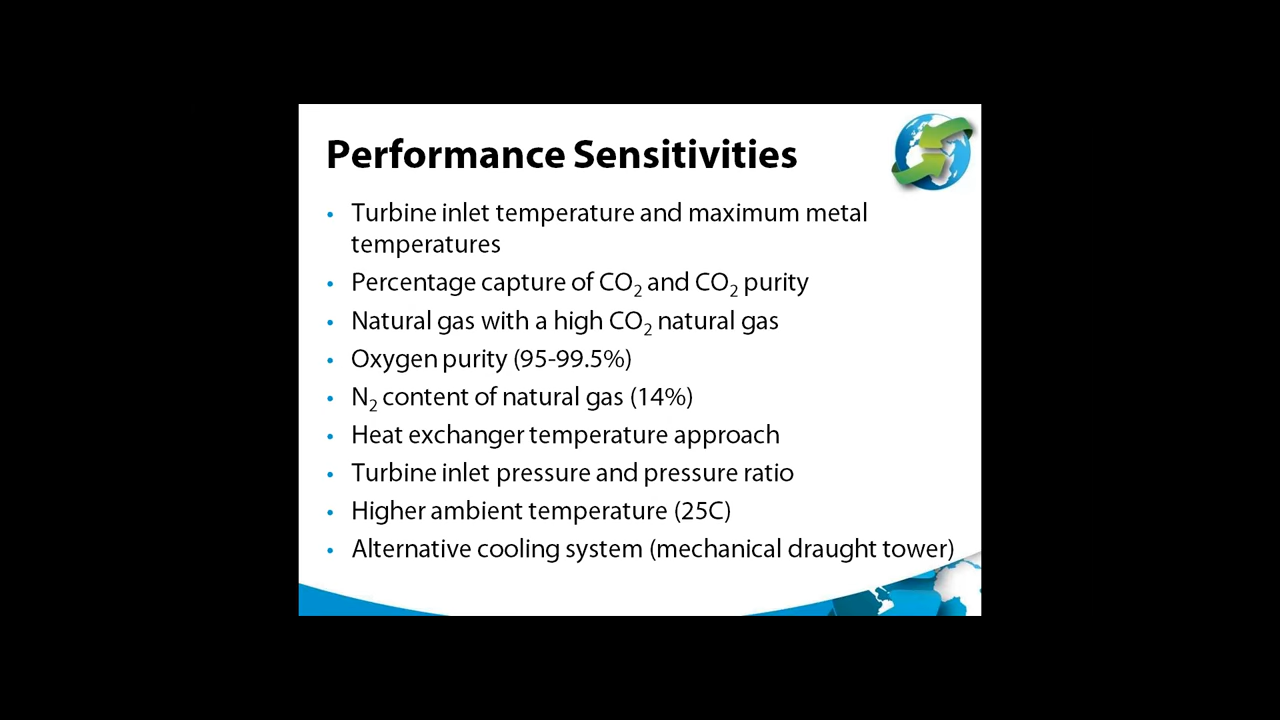 Performance Sensitivities
• Turbine inlet temperature and maximum metal
temperatures
• Percentage capture of CO₂ and CO₂ purity
• Natural gas with a high CO₂ natural gas
• Oxygen purity (95-99.5%)
• N₂ content of natural gas (14%)
• Heat exchanger temperature approach
• Turbine inlet pressure and pressure ratio
• Higher ambient temperature (25C)
• Alternative cooling system (mechanical draught tower)